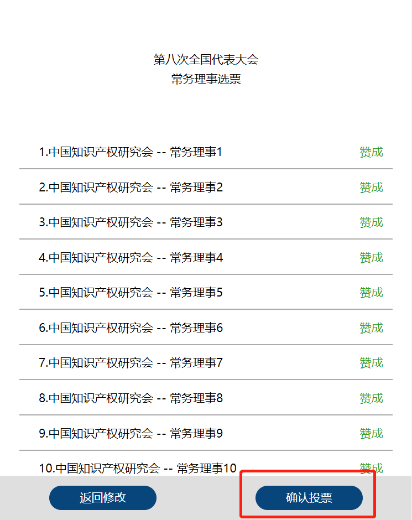 第八次全国代表大会
常务理事选票
1.中国知识产权研究会 -- 常务理事1 赞成
2.中国知识产权研究会 -- 常务理事2 赞成
3.中国知识产权研究会 -- 常务理事3 赞成
4.中国知识产权研究会 -- 常务理事4 赞成
5.中国知识产权研究会 -- 常务理事5 赞成
6.中国知识产权研究会 -- 常务理事6 赞成
7.中国知识产权研究会 -- 常务理事7 赞成
8.中国知识产权研究会 -- 常务理事8 赞成
9.中国知识产权研究会 -- 常务理事9 赞成
10.中国知识产权研究会 -- 常务理事10 赞成
返回修改 确认投票